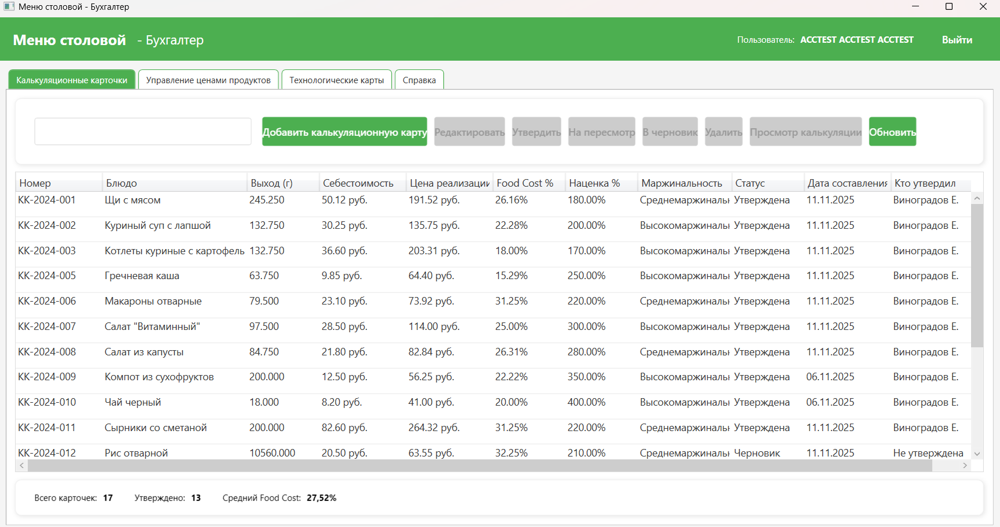 Меню столовой - Бухгалтер
Меню столовой - Бухгалтер Пользователь: ACCTEST ACCTEST ACCTEST Выйти
Калькуляционные карточки Управление ценами продуктов Технологические карты Справка
Добавить калькуляционную карту Редактировать Утвердить На пересмотр В черновик Удалить Просмотр калькуляции Обновить
Номер Блюдо Выход (г) Себестоимость Цена реализации Food Cost % Наценка % Маржинальность Статус Дата составления Кто утвердил
КК-2024-001 Щи с мясом 245.250 50.12 руб. 191.52 руб. 26.16% 180.00% Среднемаржинальн Утверждена 11.11.2025 Виноградов Е.
КК-2024-002 Куриный суп с лапшой 132.750 30.25 руб. 135.75 руб. 22.28% 200.00% Высокомаржиналы Утверждена 11.11.2025 Виноградов Е.
КК-2024-003 Котлеты куриные с картофель 132.750 36.60 руб. 203.31 руб. 18.00% 170.00% Высокомаржиналы Утверждена 11.11.2025 Виноградов Е.
КК-2024-005 Гречневая каша 63.750 9.85 руб. 64.40 руб. 15.29% 250.00% Высокомаржиналы Утверждена 11.11.2025 Виноградов Е.
КК-2024-006 Макароны отварные 79.500 23.10 руб. 73.92 руб. 31.25% 220.00% Среднемаржинальн Утверждена 11.11.2025 Виноградов Е.
КК-2024-007 Салат "Витаминный" 97.500 28.50 руб. 114.00 руб. 25.00% 300.00% Высокомаржиналы Утверждена 11.11.2025 Виноградов Е.
КК-2024-008 Салат из капусты 84.750 21.80 руб. 82.84 руб. 26.31% 280.00% Среднемаржинальн Утверждена 11.11.2025 Виноградов Е.
КК-2024-009 Компот из сухофруктов 200.000 12.50 руб. 56.25 руб. 22.22% 350.00% Высокомаржиналы Утверждена 06.11.2025 Виноградов Е.
КК-2024-010 Чай черный 18.000 8.20 руб. 41.00 руб. 20.00% 400.00% Высокомаржиналы Утверждена 06.11.2025 Виноградов Е.
КК-2024-011 Сырники со сметаной 200.000 82.60 руб. 264.32 руб. 31.25% 220.00% Среднемаржинальн Утверждена 11.11.2025 Виноградов Е.
КК-2024-012 Рис отварной 10560.000 20.50 руб. 63.55 руб. 32.25% 210.00% Среднемаржинальн Черновик 11.11.2025 Не утверждена
Всего карточек: 17 Утверждено: 13 Средний Food Cost: 27,52%